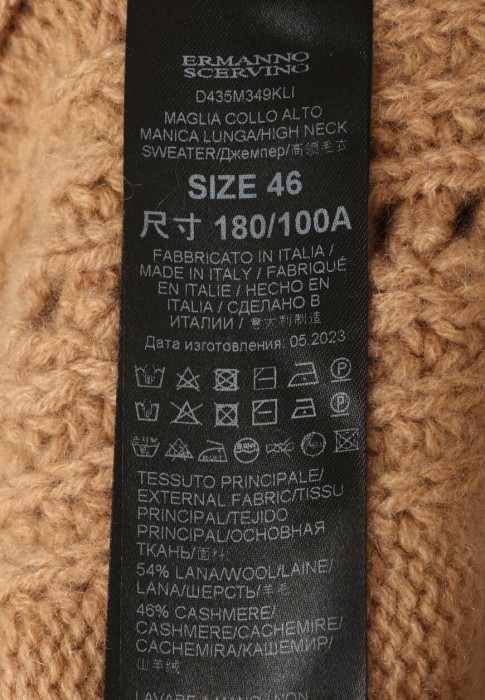 ERMANNO
SCERVINO
D435M349KLI
MAGLIA COLLO ALTO
MANICA LUNGA/HIGH NECK
SWEATER/Джемпер/高领毛衣
SIZE 46
尺寸 180/100A
FABBRICATO IN ITALIA /
MADE IN ITALY / FABRIQUÉ
EN ITALIE / HECHO EN
ITALIA / СДЕЛАНО В
ИТАЛИИ / 意大利制造
Дата изготовления: 05.2023
TESSUTO PRINCIPALE/
EXTERNAL FABRIC/TISSU
PRINCIPAL/TEJIDO
PRINCIPAL/ОСНОВНАЯ
ТКАНЬ/面料
54% LANA/WOOL/LAINE/
LANA/ШЕРСТЬ/羊毛
46% CASHMERE/
CASHMERE/CACHEMIRE/
CACHEMIRA/КАШЕМИР/
山羊绒
LAVARE A MANO / NON